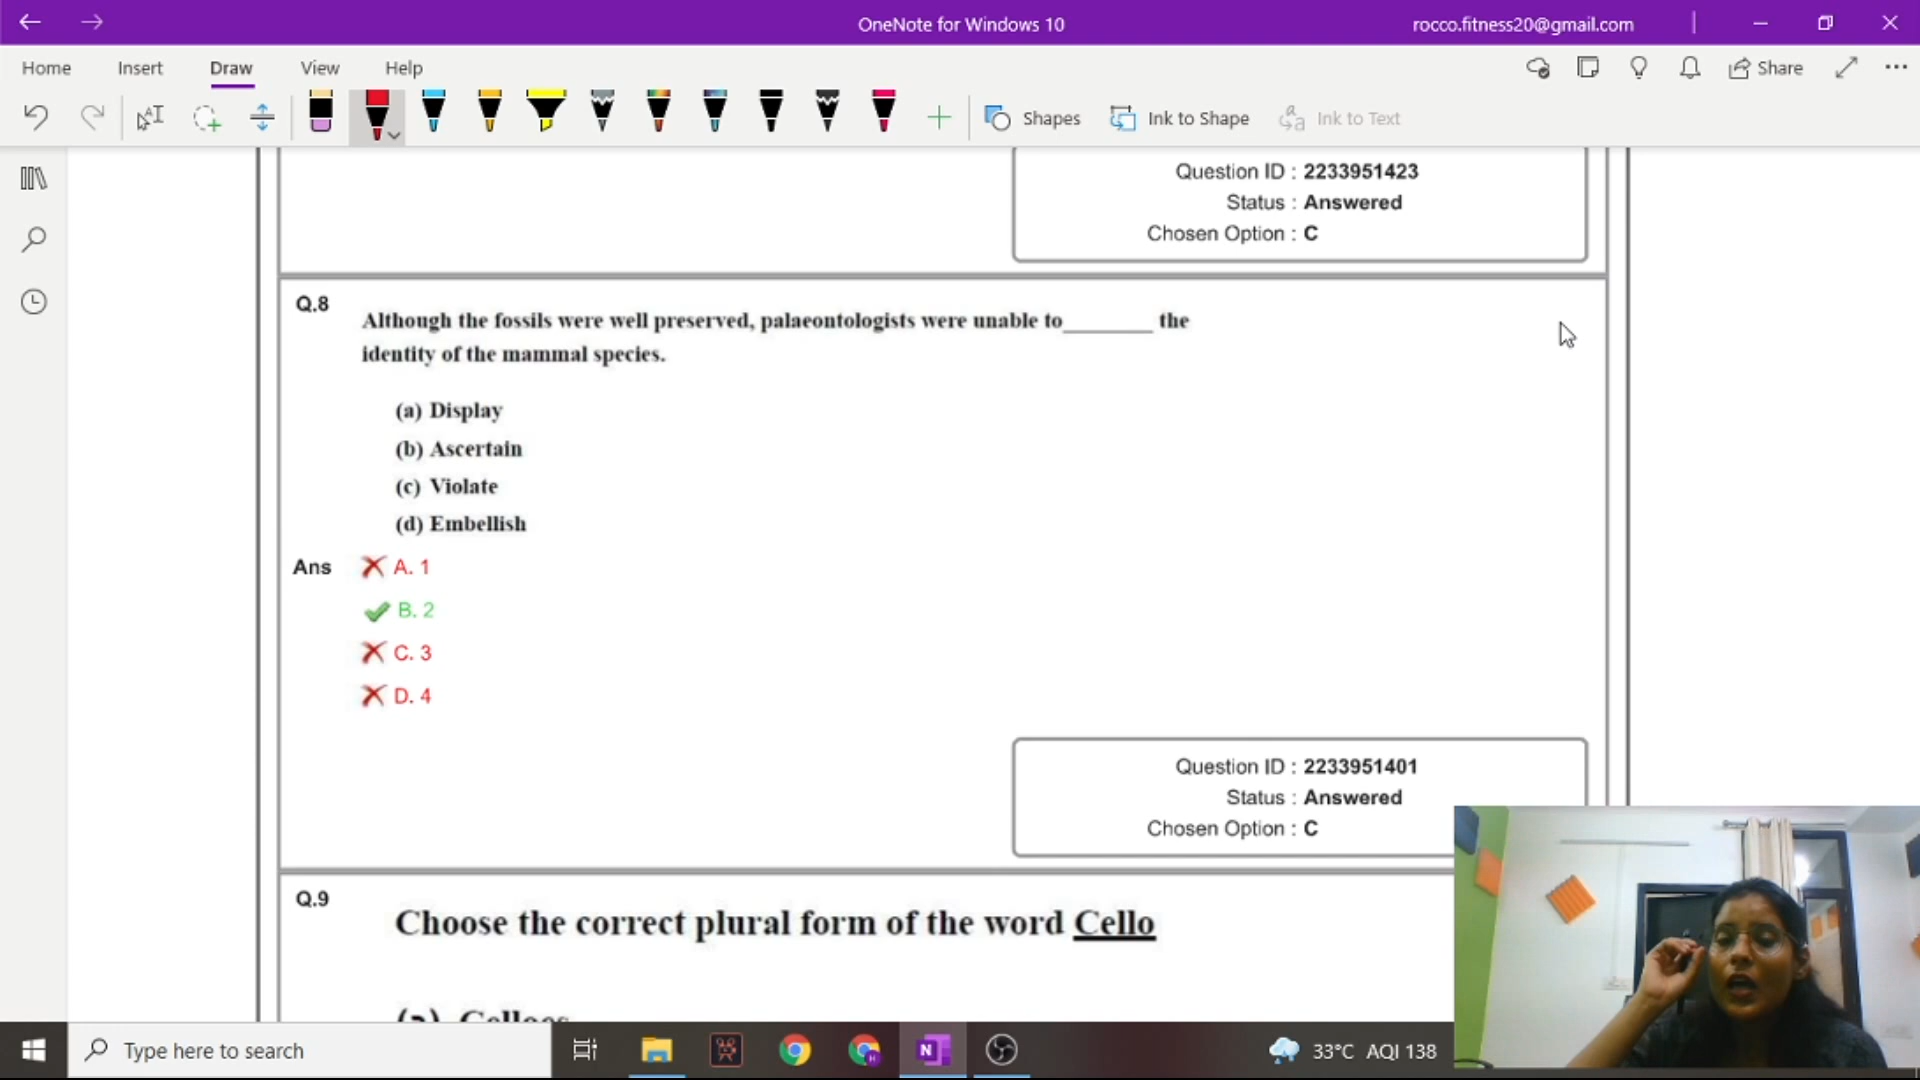 OneNote for Windows 10
rocco.fitness20@gmail.com
Home Insert Draw View Help
Share
Shapes
Ink to Shape
Ink to Text
Question ID : 2233951423
Status : Answered
Chosen Option : C
Q.8
Although the fossils were well preserved, palaeontologists were unable to________ the
identity of the mammal species.
(a) Display
(b) Ascertain
(c) Violate
(d) Embellish
Ans
A. 1
B. 2
C. 3
D. 4
Question ID : 2233951401
Status : Answered
Chosen Option : C
Q.9
Choose the correct plural form of the word Cello
(a) Celloes
Type here to search
33°C AQI 138